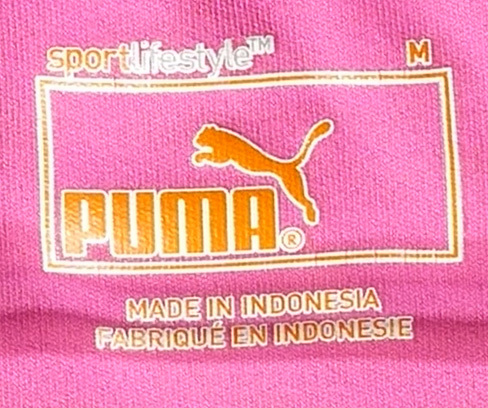 sportlifestyle™ M
PUMA®
MADE IN INDONESIA
FABRIQUÉ EN INDONESIE